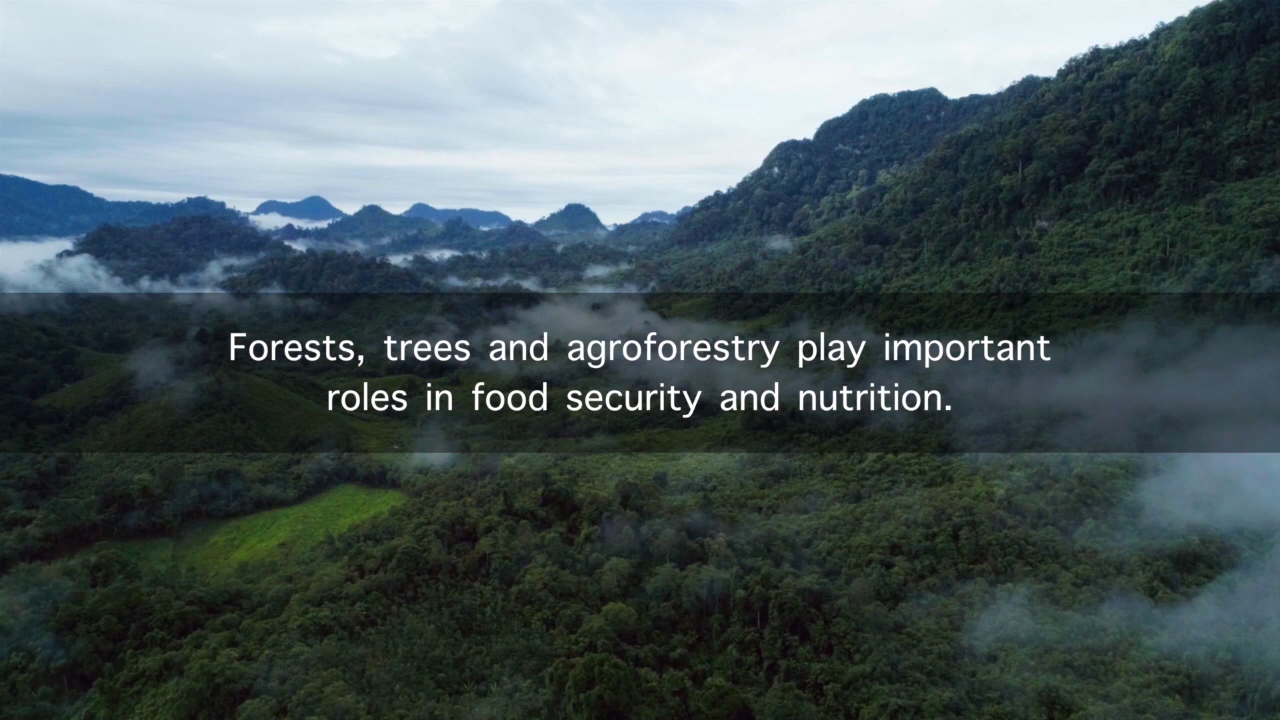 Forests, trees and agroforestry play important
roles in food security and nutrition.